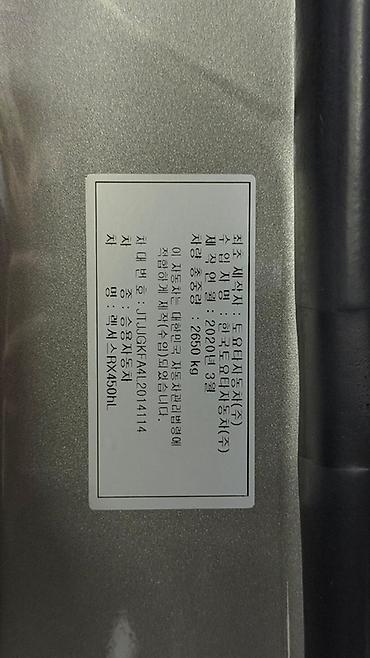 최초 제작자 : 토요타자동차(주)
수 입 자 명 : 한국토요타자동차(주)
제 작 연 월 : 2020년 3월
차량 총중량 : 2650 kg
이 자동차는 대한민국 자동차관리법령에
적합하게 제작(수입)되었습니다.
차 대 번 호 : JTJJGKFA4L2014114
차 종 : 승용자동차
차 명 : 렉서스RX450hL